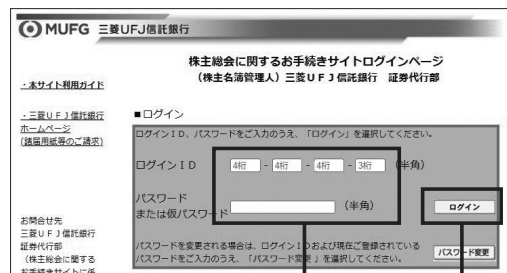 MUFG 三菱UFJ信託銀行
株主総会に関するお手続きサイトログインページ
(株主名簿管理人)三菱UFJ信託銀行 証券代行部
・本サイト利用ガイド
・三菱UFJ信託銀行
ホームページ
(諸届用紙等のご請求)
■ログイン
ログインID、パスワードをご入力のうえ、「ログイン」を選択してください。
ログインID 4桁 - 4桁 - 4桁 - 3桁 (半角)
パスワード
または仮パスワード (半角)
ログイン
お問合せ先
三菱UFJ信託銀行
証券代行部
(株主総会に関する
お手続きサイトに係
パスワードを変更される場合は、ログインIDおよび現在ご登録されている
パスワードをご入力のうえ、「パスワード変更」を選択してください。
パスワード変更